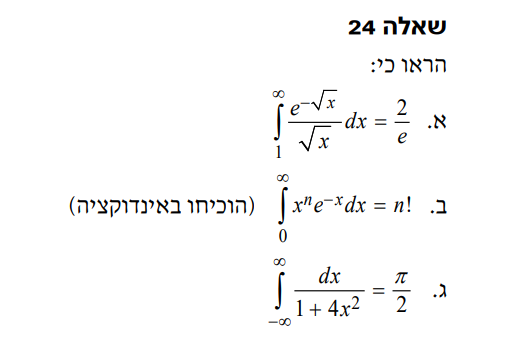 שאלה 24
הראו כי:
א. \int_{1}^{\infty} \frac{e^{-\sqrt{x}}}{\sqrt{x}} dx = \frac{2}{e}
ב. \int_{0}^{\infty} x^n e^{-x} dx = n! (הוכיחו באינדוקציה)
ג. \int_{-\infty}^{\infty} \frac{dx}{1 + 4x^2} = \frac{\pi}{2}